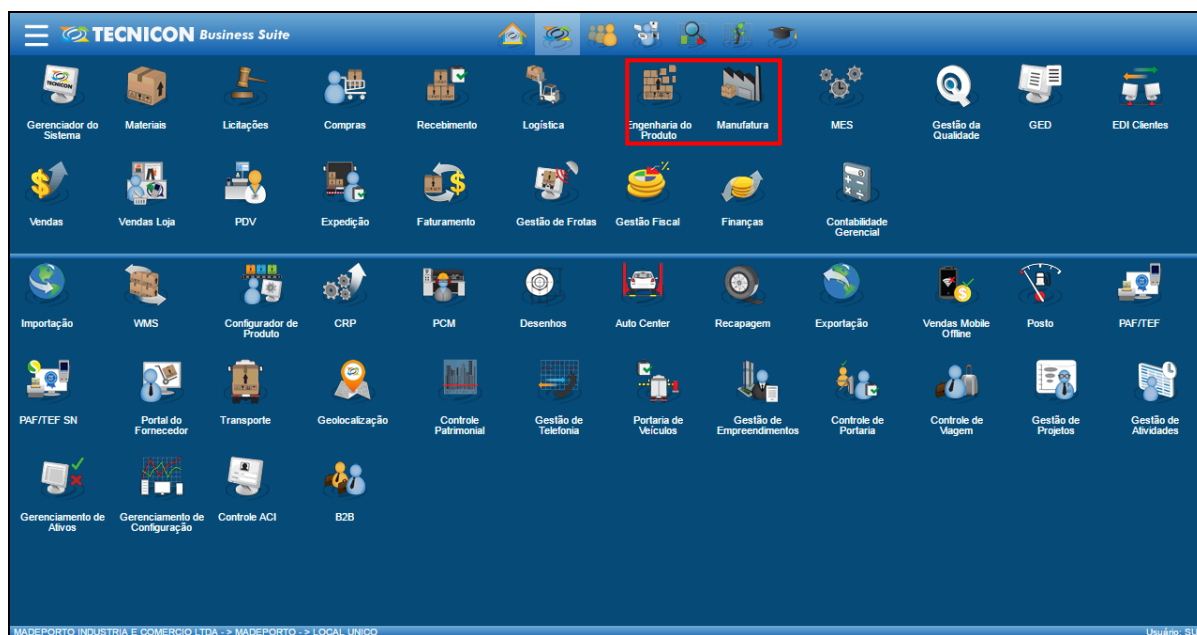 TECNICON Business Suite
Gerenciador do
Sistema
Materiais
Licitações
Compras
Recebimento
Logística
Engenharia do
Produto
Manufatura
MES
Gestão da
Qualidade
GED
EDI Clientes
Vendas
Vendas Loja
PDV
Expedição
Faturamento
Gestão de Frotas
Gestão Fiscal
Finanças
Contabilidade
Gerencial
Importação
WMS
Configurador de
Produto
CRP
PCM
Desenhos
Auto Center
Recapagem
Exportação
Vendas Mobile
Offline
Posto
PAF/TEF
PAF/TEF SN
Portal do
Fornecedor
Transporte
Geolocalização
Controle
Patrimonial
Gestão de
Telefonia
Portaria de
Veículos
Gestão de
Empreendimentos
Controle de
Portaria
Controle de
Viagem
Gestão de
Projetos
Gestão de
Atividades
Gerenciamento de
Ativos
Gerenciamento de
Configuração
Controle ACI
B2B
MADEPORTO INDUSTRIA E COMERCIO LTDA - > MADEPORTO - > LOCAL UNICO
Usuário: